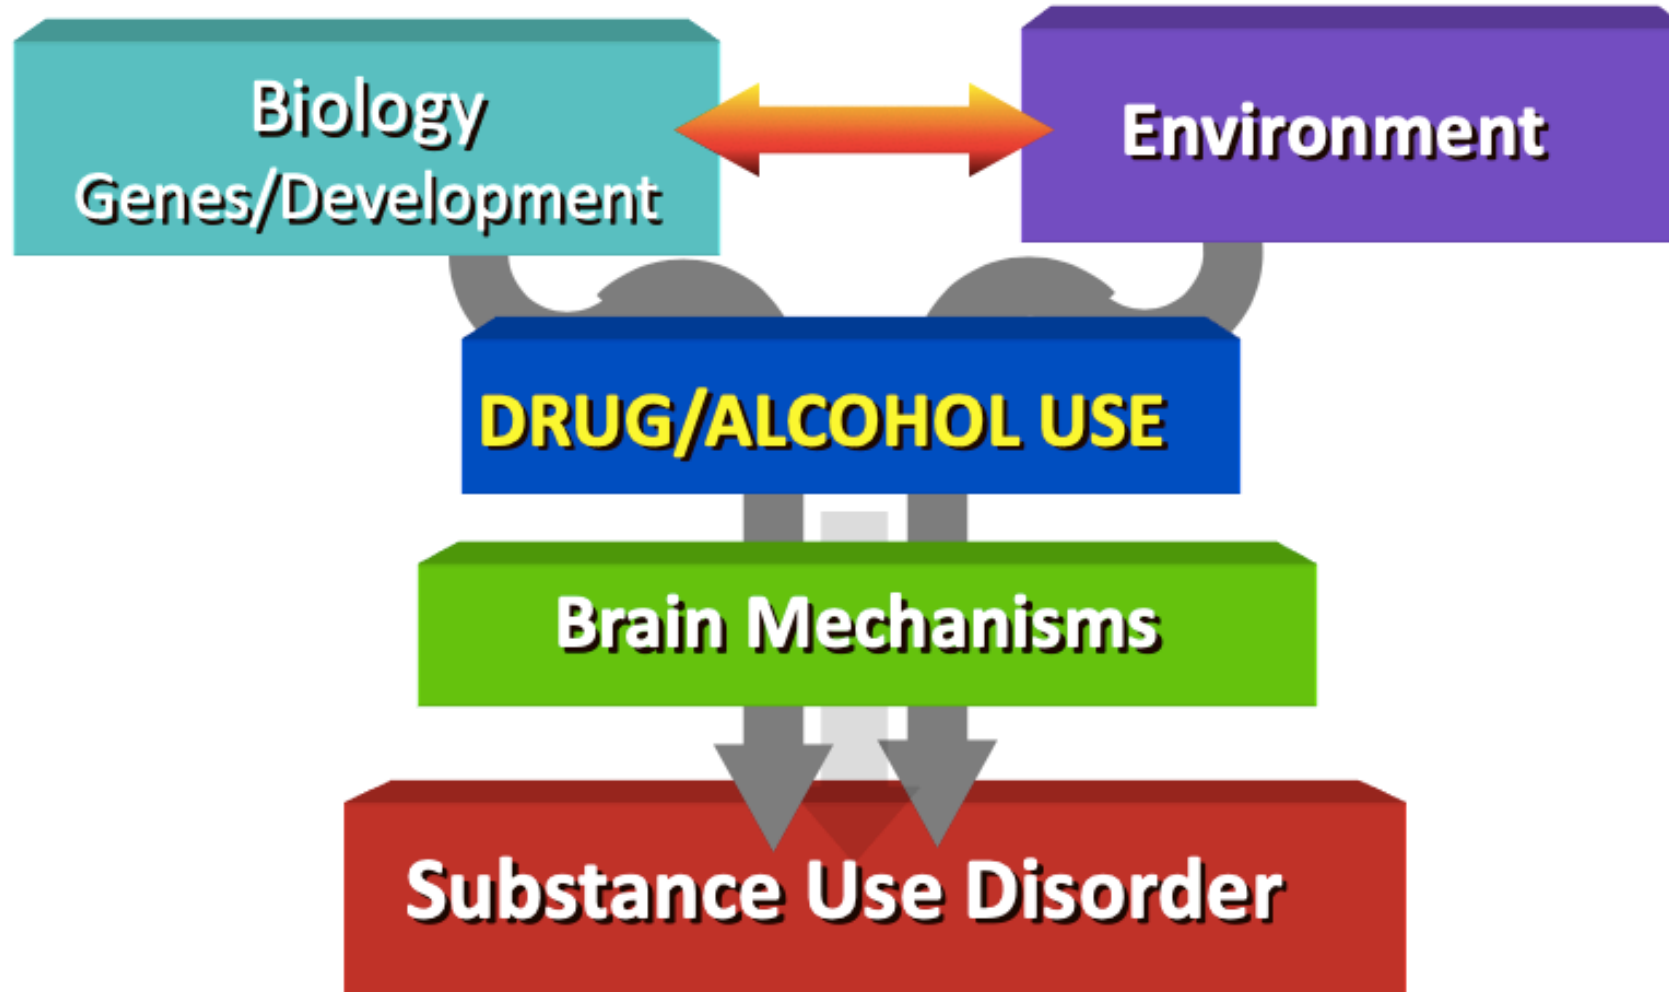 Biology
Genes/Development
Environment
DRUG/ALCOHOL USE
Brain Mechanisms
Substance Use Disorder